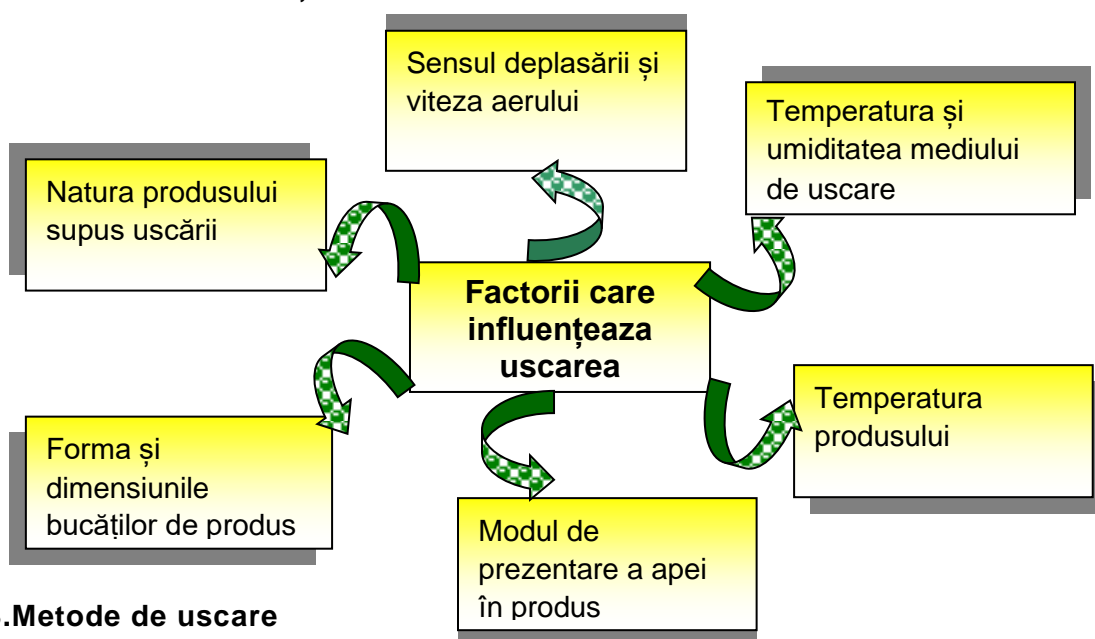 Sensul deplasării și
viteza aerului
Temperatura și
umiditatea mediului
de uscare
Natura produsului
supus uscării
Factorii care
influențeaza
uscarea
Temperatura
produsului
Forma și
dimensiunile
bucăților de produs
Modul de
prezentare a apei
în produs
.Metode de uscare